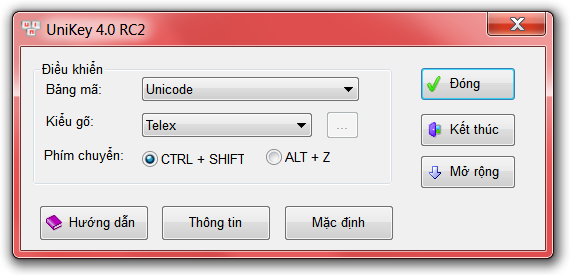 UniKey 4.0 RC2
Điều khiển
Bảng mã: Unicode
Kiểu gõ: Telex ...
Phím chuyển: CTRL + SHIFT ALT + Z
Đóng
Kết thúc
Mở rộng
Hướng dẫn Thông tin Mặc định